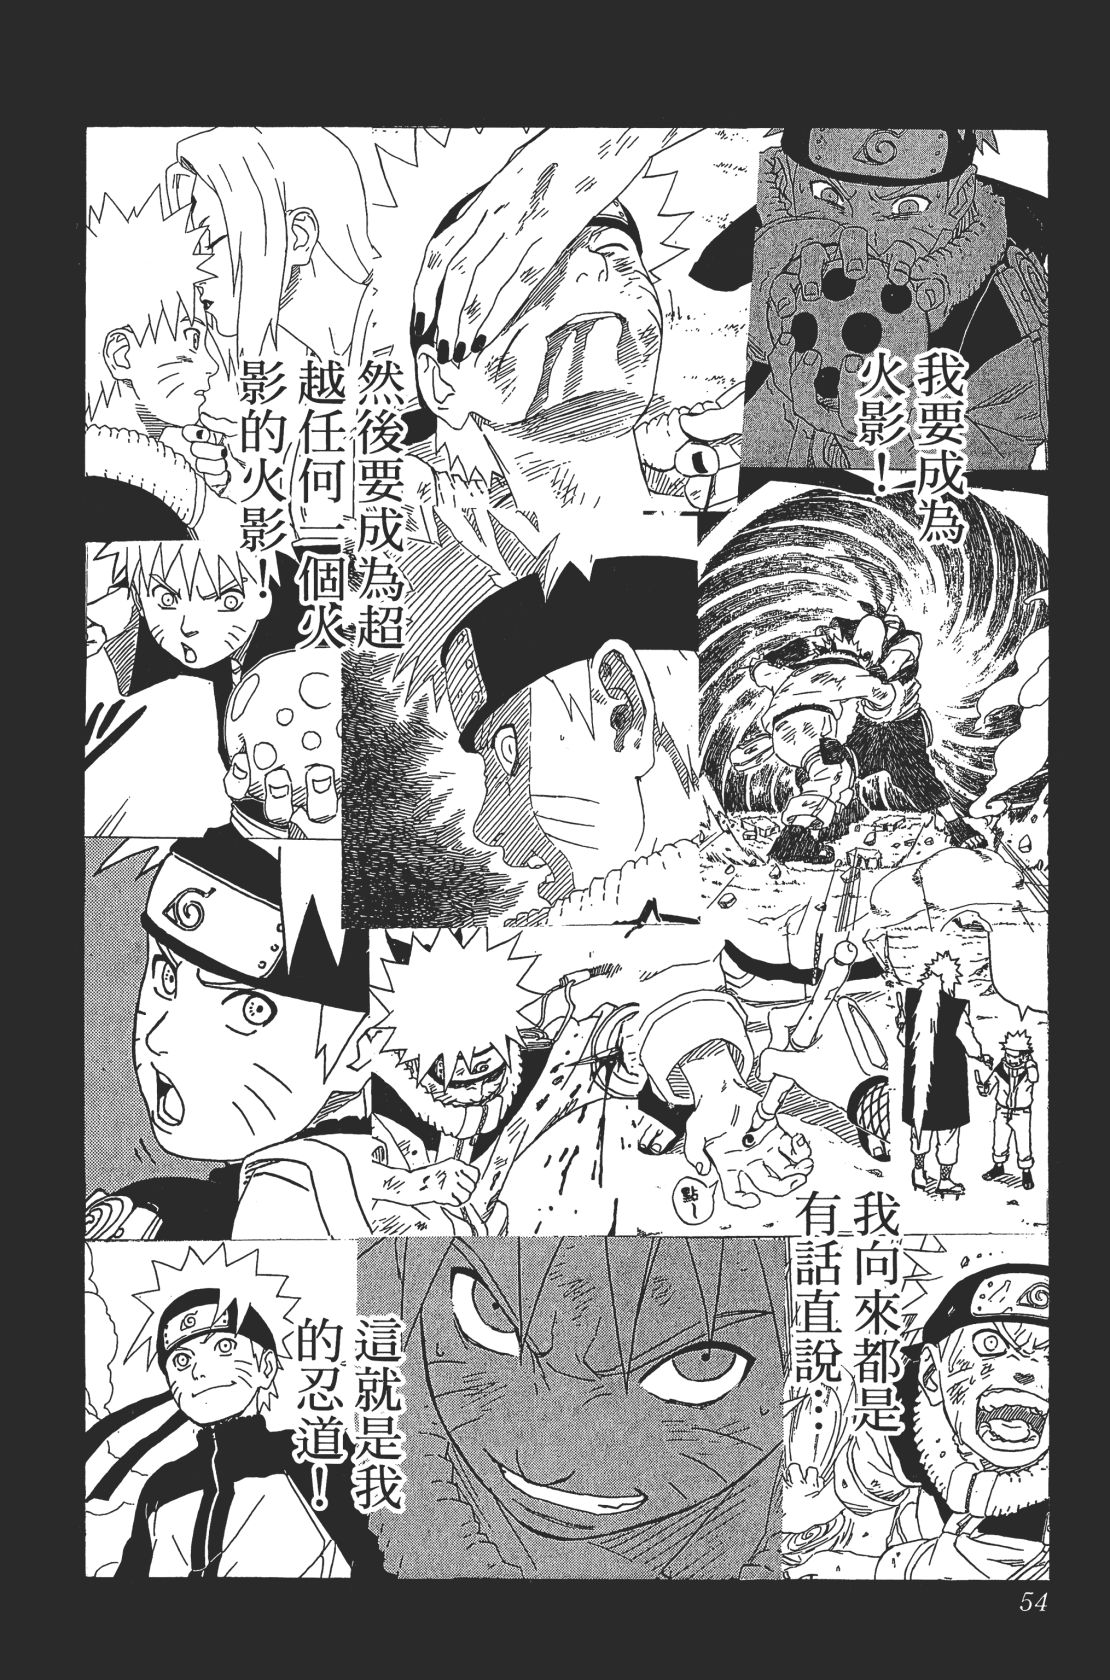 我要成為
火影！
然後要成為超
越任何一個火
影的火影！
點～
我向來都是
有話直說…
這就是我
的忍道！
54